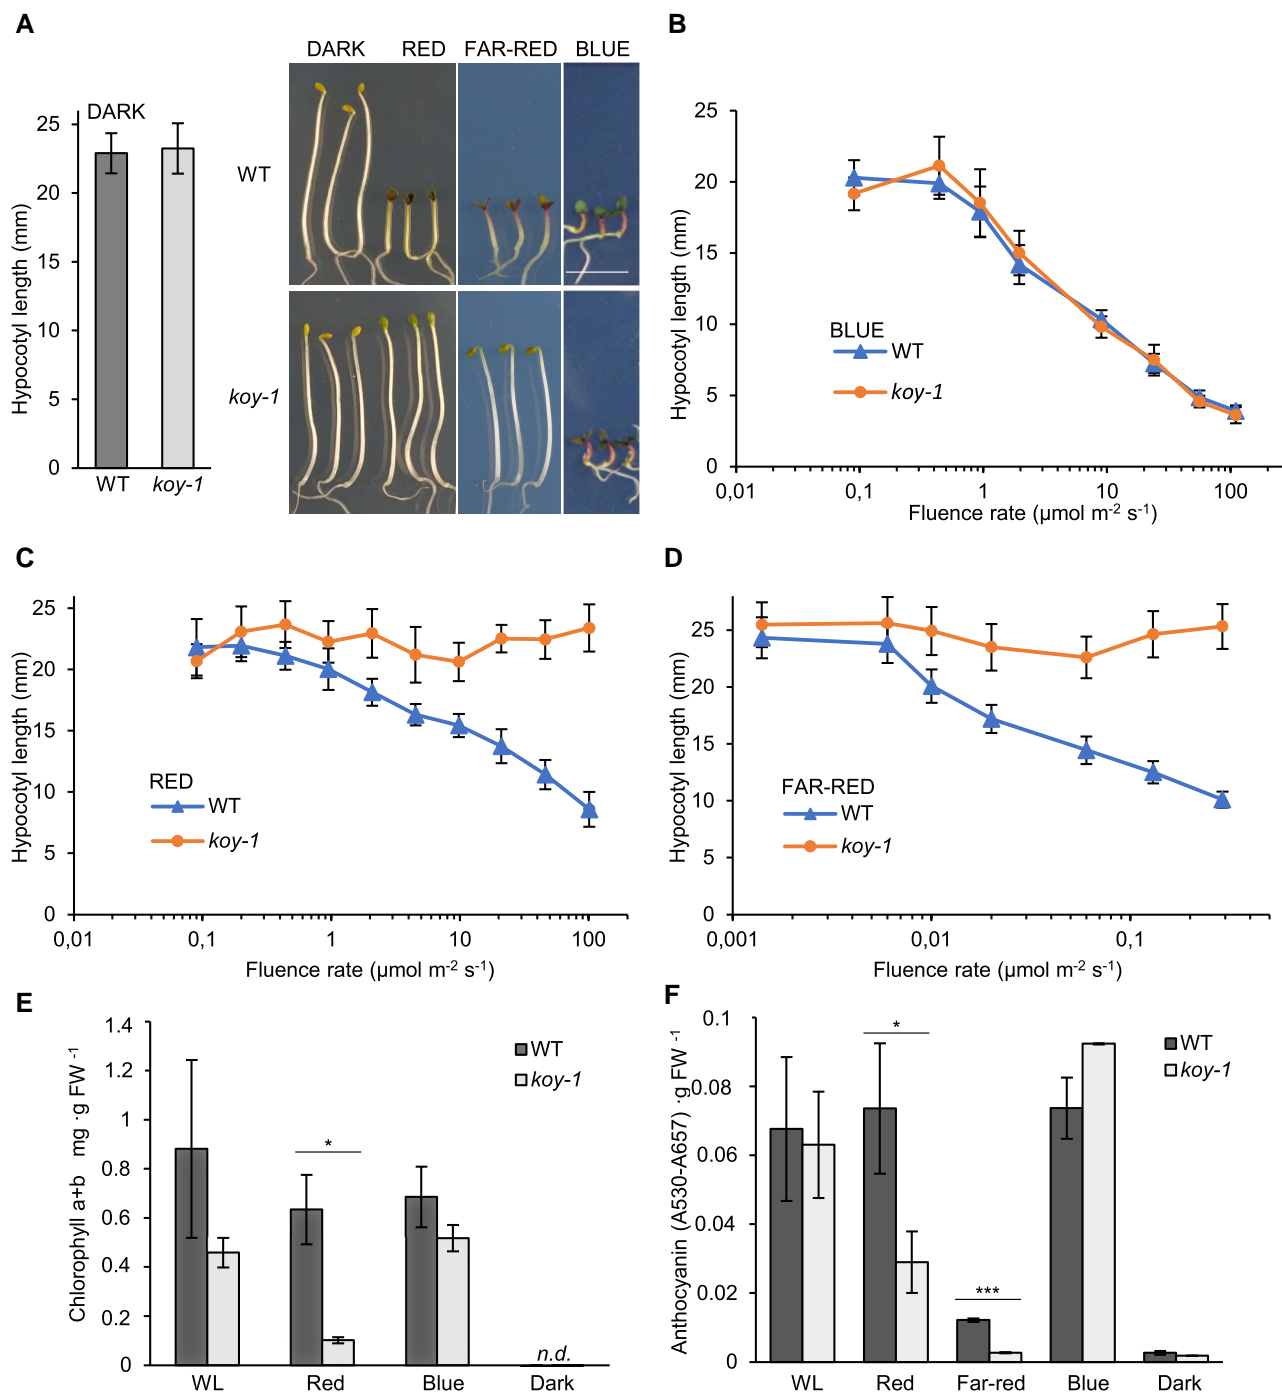 A
DARK RED FAR-RED BLUE
DARK
25
20
15
10
5
0
Hypocotyl length (mm)
WT koy-1
WT
koy-1
B
25
20
15
10
5
0
Hypocotyl length (mm)
BLUE
WT
koy-1
0,01 0,1 1 10 100
Fluence rate (µmol m-2 s-1)
C
25
20
15
10
5
0
Hypocotyl length (mm)
RED
WT
koy-1
0,01 0,1 1 10 100
Fluence rate (µmol m-2 s-1)
D
25
20
15
10
5
0
Hypocotyl length (mm)
FAR-RED
WT
koy-1
0,001 0,01 0,1
Fluence rate (µmol m-2 s-1)
E
1.4
1.2
1
0.8
0.6
0.4
0.2
0
Chlorophyll a+b mg ·g FW -1
WT
koy-1
*
n.d.
WL Red Blue Dark
F
0.1
0.08
0.06
0.04
0.02
0
Anthocyanin (A530-A657) ·g FW -1
WT
koy-1
*
***
WL Red Far-red Blue Dark